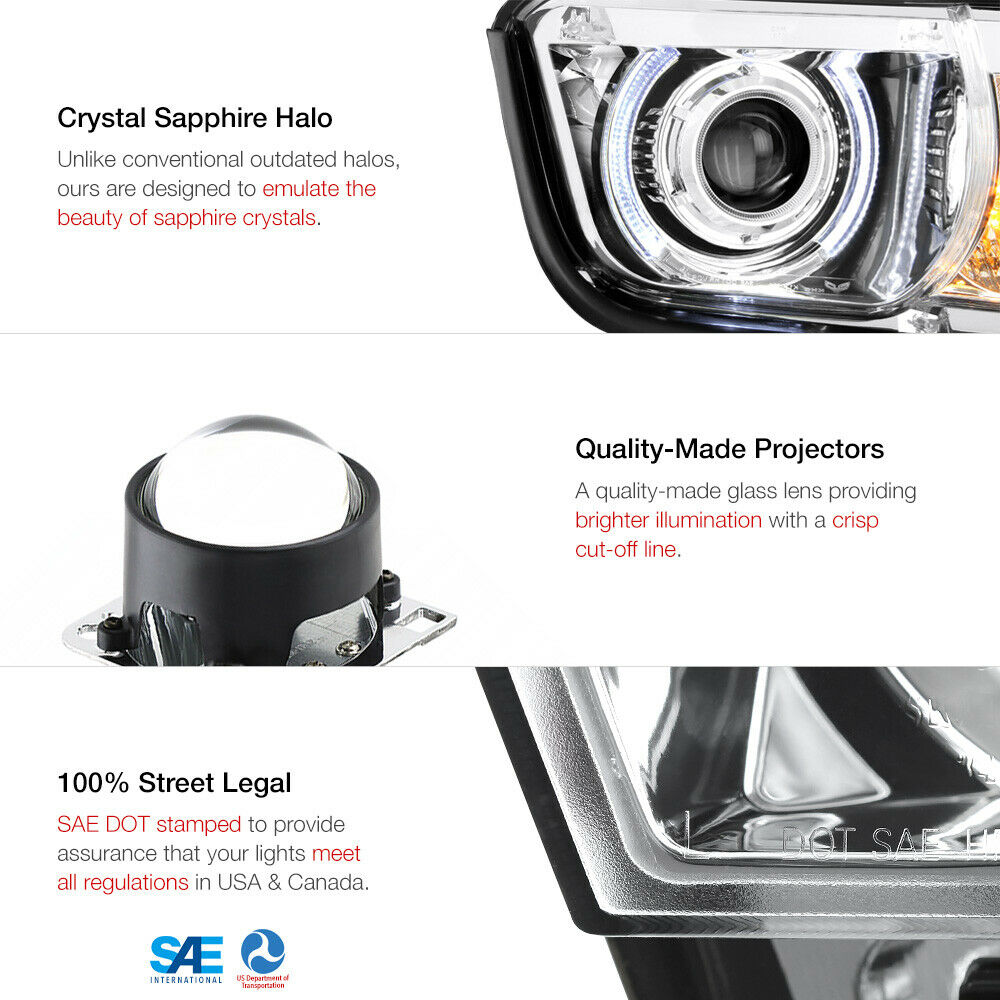 Crystal Sapphire Halo
Unlike conventional outdated halos,
ours are designed to emulate the
beauty of sapphire crystals.
Quality-Made Projectors
A quality-made glass lens providing
brighter illumination with a crisp
cut-off line.
100% Street Legal
SAE DOT stamped to provide
assurance that your lights meet
all regulations in USA & Canada.
L DOT SAE
SAE
INTERNATIONAL
US Department of
Transportation